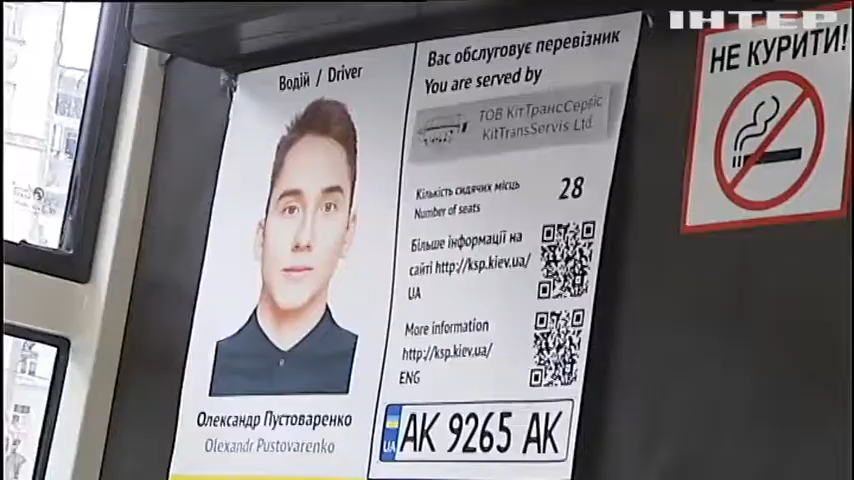 ІНТЕР
НЕ КУРИТИ!
Водій / Driver
Олександр Пустоваренко
Olexandr Pustovarenko
Вас обслуговує перевізник
You are served by
ТОВ КітТрансСервіс
KitTransServis Ltd.
Кількість сидячих місць
Number of seats
28
Більше інформації на
сайті http://ksp.kiev.ua/
UA
More information
http://ksp.kiev.ua/
ENG
UA
AK 9265 AK